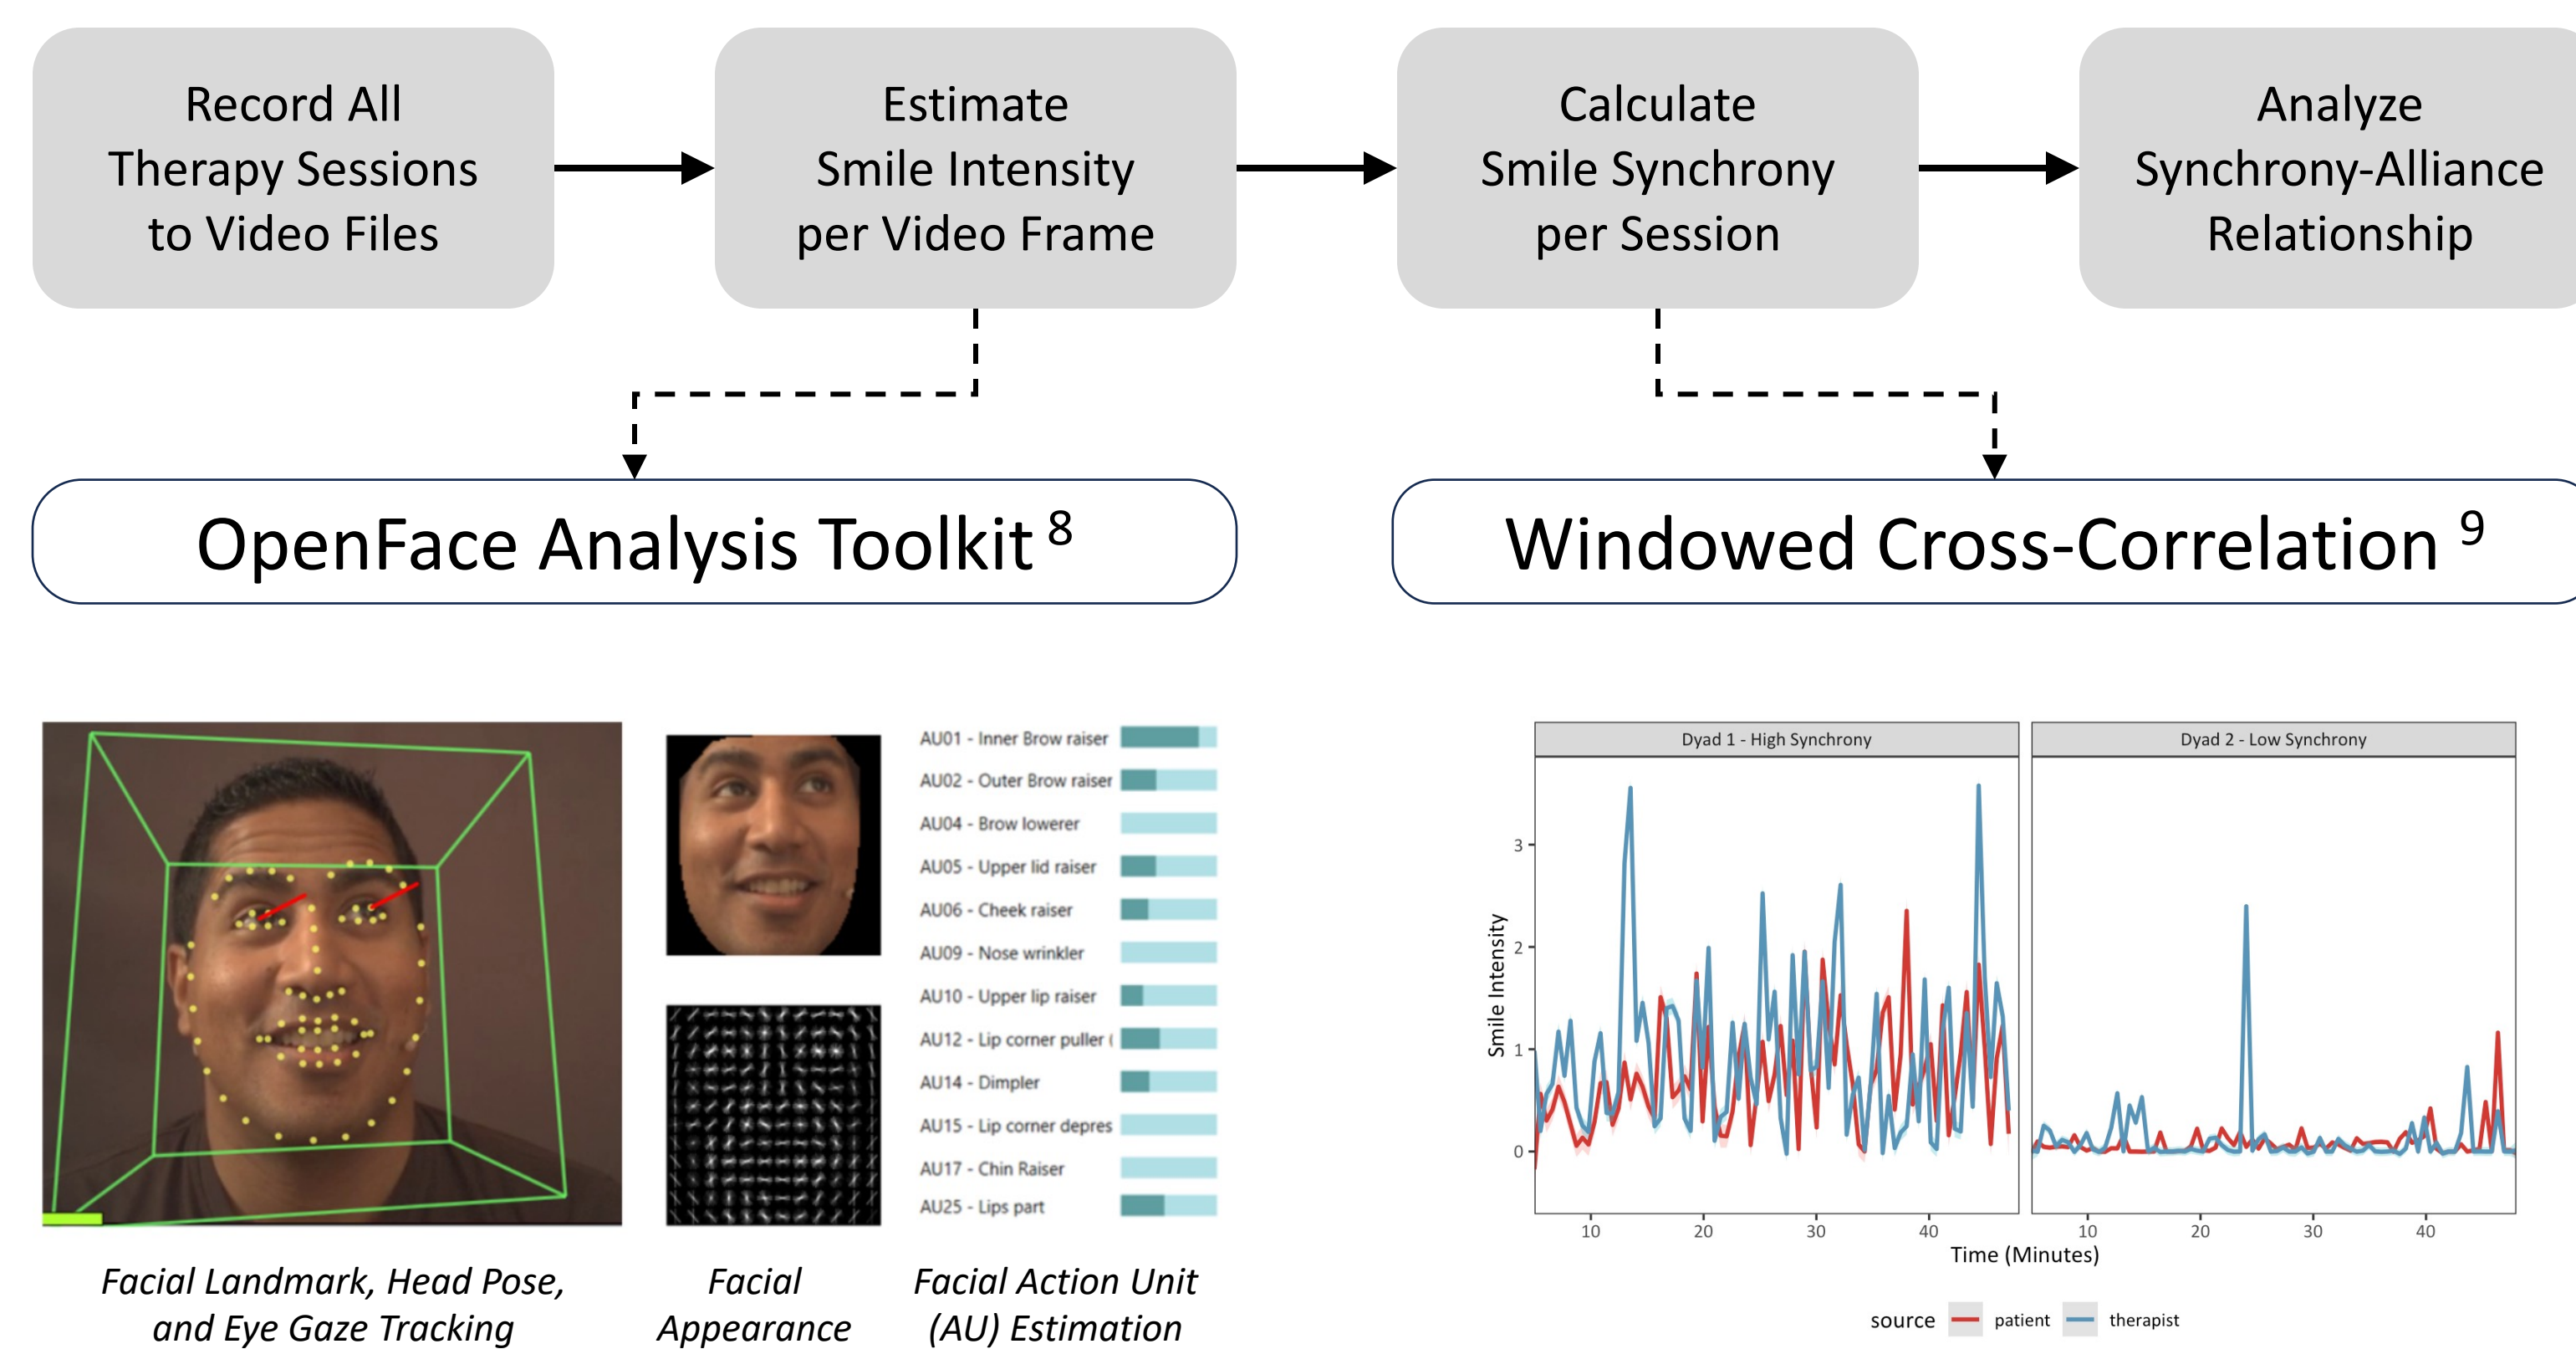 Record All
Therapy Sessions
to Video Files
Estimate
Smile Intensity
per Video Frame
Calculate
Smile Synchrony
per Session
Analyze
Synchrony-Alliance
Relationship
OpenFace Analysis Toolkit 8
Windowed Cross-Correlation 9
AU01 - Inner Brow raiser
AU02 - Outer Brow raiser
AU04 - Brow lowerer
AU05 - Upper lid raiser
AU06 - Cheek raiser
AU09 - Nose wrinkler
AU10 - Upper lip raiser
AU12 - Lip corner puller (
AU14 - Dimpler
AU15 - Lip corner depres
AU17 - Chin Raiser
AU25 - Lips part
Facial Landmark, Head Pose,
and Eye Gaze Tracking
Facial
Appearance
Facial Action Unit
(AU) Estimation
Dyad 1 - High Synchrony
Dyad 2 - Low Synchrony
Smile Intensity
3
2
1
0
10 20 30 40
10 20 30 40
Time (Minutes)
source patient therapist